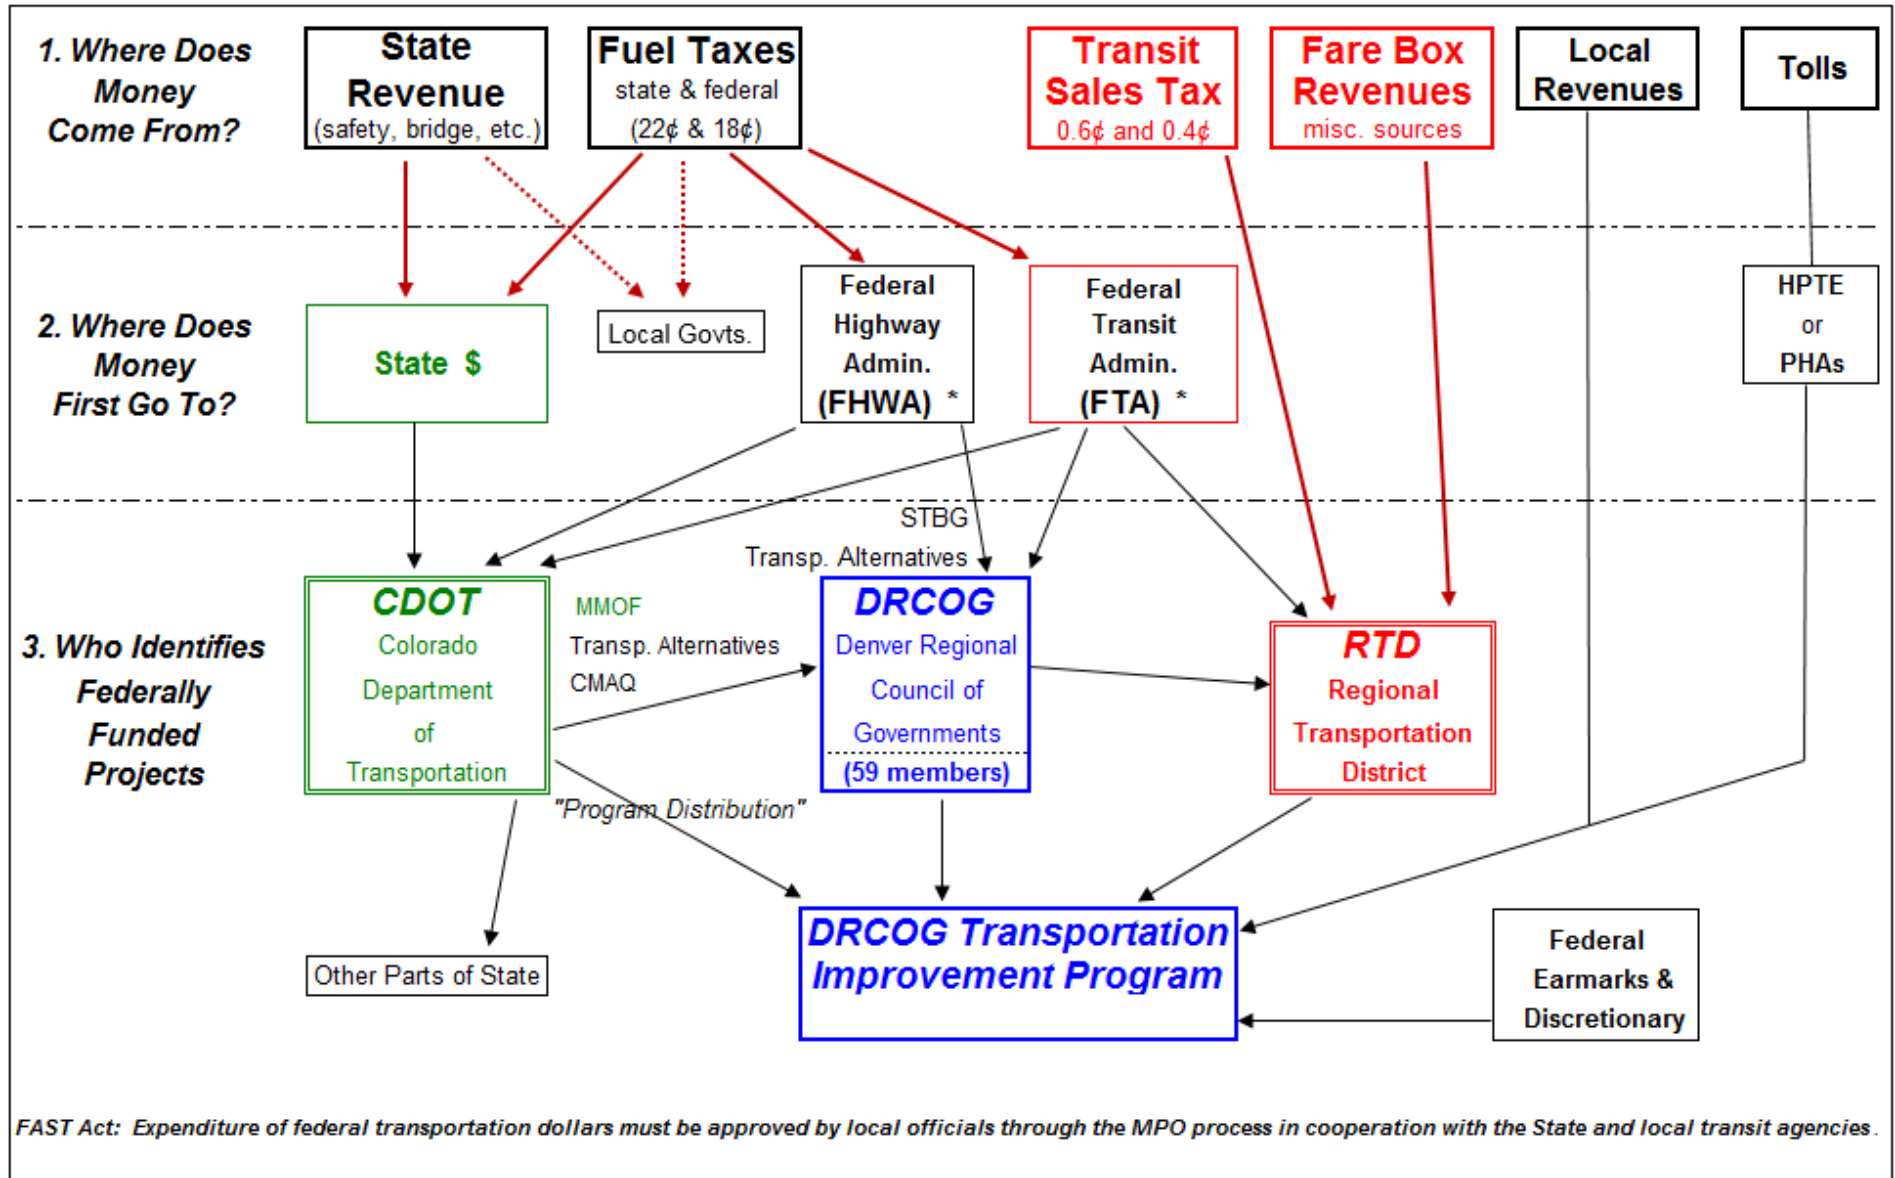 1. Where Does
Money
Come From?
State
Revenue
(safety, bridge, etc.)
Fuel Taxes
state & federal
(22¢ & 18¢)
Transit
Sales Tax
0.6¢ and 0.4¢
Fare Box
Revenues
misc. sources
Local
Revenues
Tolls
2. Where Does
Money
First Go To?
State $
Local Govts.
Federal
Highway
Admin.
(FHWA) *
Federal
Transit
Admin.
(FTA) *
HPTE
or
PHAs
3. Who Identifies
Federally
Funded
Projects
CDOT
Colorado
Department
of
Transportation
MMOF
Transp. Alternatives
CMAQ
STBG
Transp. Alternatives
DRCOG
Denver Regional
Council of
Governments
(59 members)
RTD
Regional
Transportation
District
"Program Distribution"
Other Parts of State
DRCOG Transportation
Improvement Program
Federal
Earmarks &
Discretionary
FAST Act: Expenditure of federal transportation dollars must be approved by local officials through the MPO process in cooperation with the State and local transit agencies.